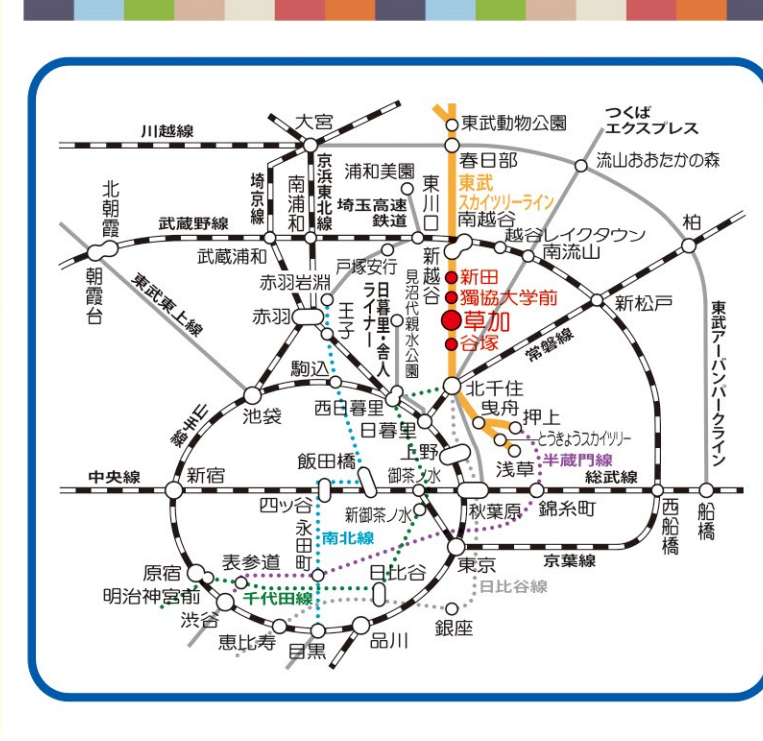 大宮
東武動物公園
つくば
エクスプレス
川越線
春日部
流山おおたかの森
京浜東北線
埼京線
南浦和
浦和美園
埼玉高速
鉄道
東川口
東武
スカイツリーライン
南越谷
北朝霞
武蔵野線
武蔵浦和
越谷レイクタウン
南流山
柏
朝霞台
東武東上線
赤羽岩淵
戸塚安行
新越谷
新田
獨協大学前
草加
谷塚
新松戸
赤羽
王子
日暮里・舎人
ライナー
見沼代親水公園
常磐線
東武アーバンパークライン
駒込
池袋
西日暮里
日暮里
北千住
曳舟
押上
とうきょうスカイツリー
浅草
山手線
上野
半蔵門線
飯田橋
御茶ノ水
中央線
新宿
総武線
四ッ谷
新御茶ノ水
秋葉原
錦糸町
西船橋
船橋
永田町
南北線
表参道
原宿
明治神宮前
千代田線
日比谷
東京
京葉線
日比谷線
渋谷
恵比寿
目黒
品川
銀座